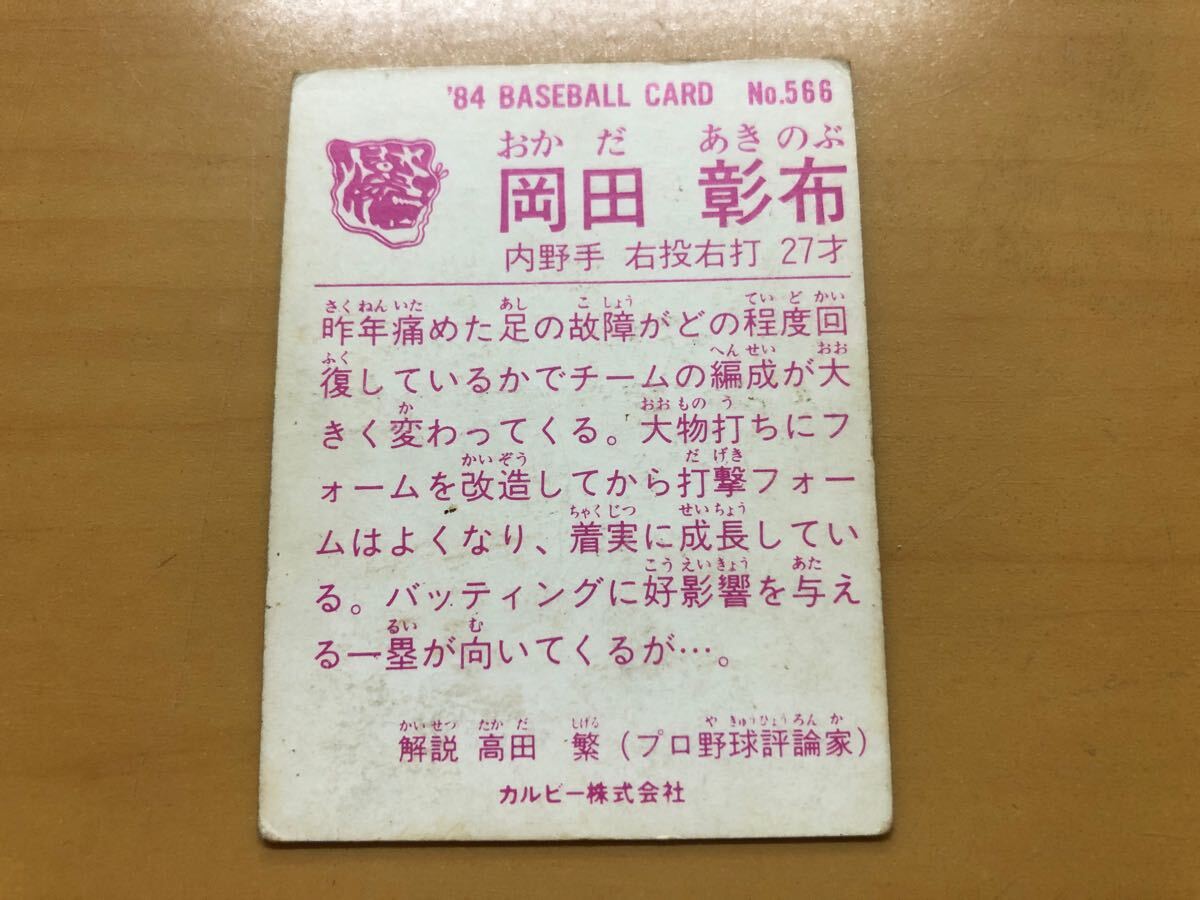 '84 BASEBALL CARD No.566
おかだ あきのぶ
岡田 彰布
内野手 右投右打 27才
さくねんいた あし こしょう ていどかい
昨年痛めた足の故障がどの程度回
ふく へんせい おお
復しているかでチームの編成が大
か おおものう
きく変わってくる。大物打ちにフ
かいぞう だげき
ォームを改造してから打撃フォー
ちゃくじつ せいちょう
ムはよくなり、着実に成長してい
こうえいきょう あた
る。バッティングに好影響を与え
るい む
る一塁が向いてくるが…。
かいせつ たかだ しげる やきゅうひょうろんか
解説 高田 繁 (プロ野球評論家)
カルビー株式会社